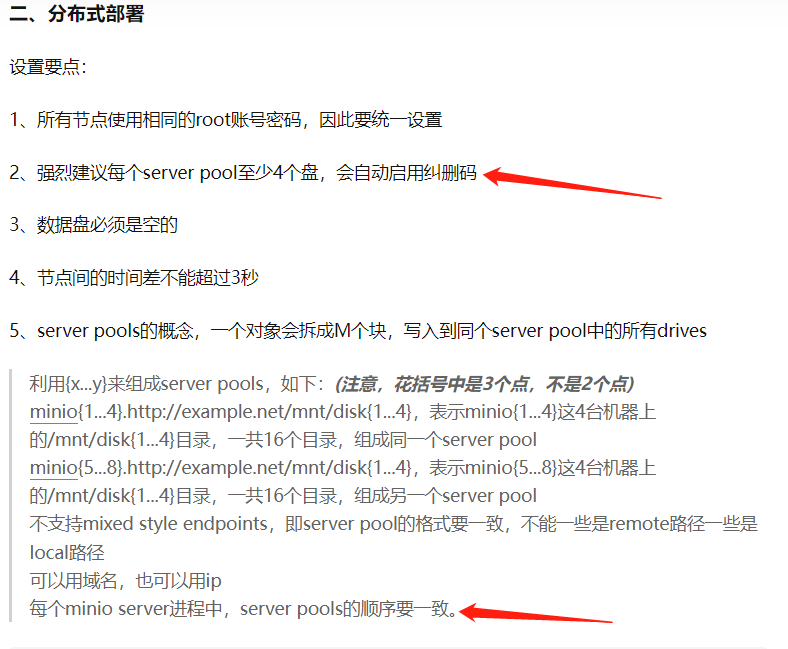 二、分布式部署
设置要点：
1、所有节点使用相同的root账号密码，因此要统一设置
2、强烈建议每个server pool至少4个盘，会自动启用纠删码
3、数据盘必须是空的
4、节点间的时间差不能超过3秒
5、server pools的概念，一个对象会拆成M个块，写入到同个server pool中的所有drives
利用{x...y}来组成server pools，如下：(注意，花括号中是3个点，不是2个点)
minio{1...4}.http://example.net/mnt/disk{1...4}，表示minio{1...4}这4台机器上
的/mnt/disk{1...4}目录，一共16个目录，组成同一个server pool
minio{5...8}.http://example.net/mnt/disk{1...4}，表示minio{5...8}这4台机器上
的/mnt/disk{1...4}目录，一共16个目录，组成另一个server pool
不支持mixed style endpoints，即server pool的格式要一致，不能一些是remote路径一些是
local路径
可以用域名，也可以用ip
每个minio server进程中，server pools的顺序要一致。